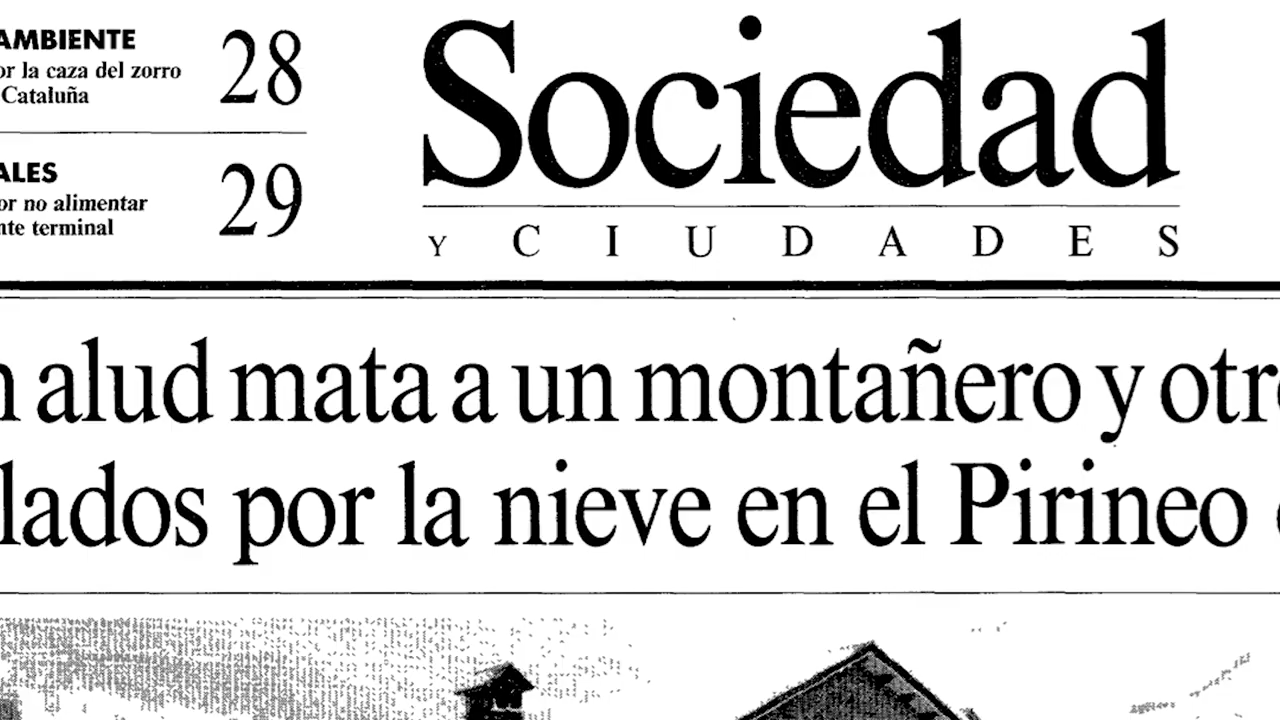 AMBIENTE 28
or la caza del zorro
Cataluña
ALES 29
or no alimentar
nte terminal
Sociedad
Y CIUDADES
n alud mata a un montañero y otr
lados por la nieve en el Pirineo